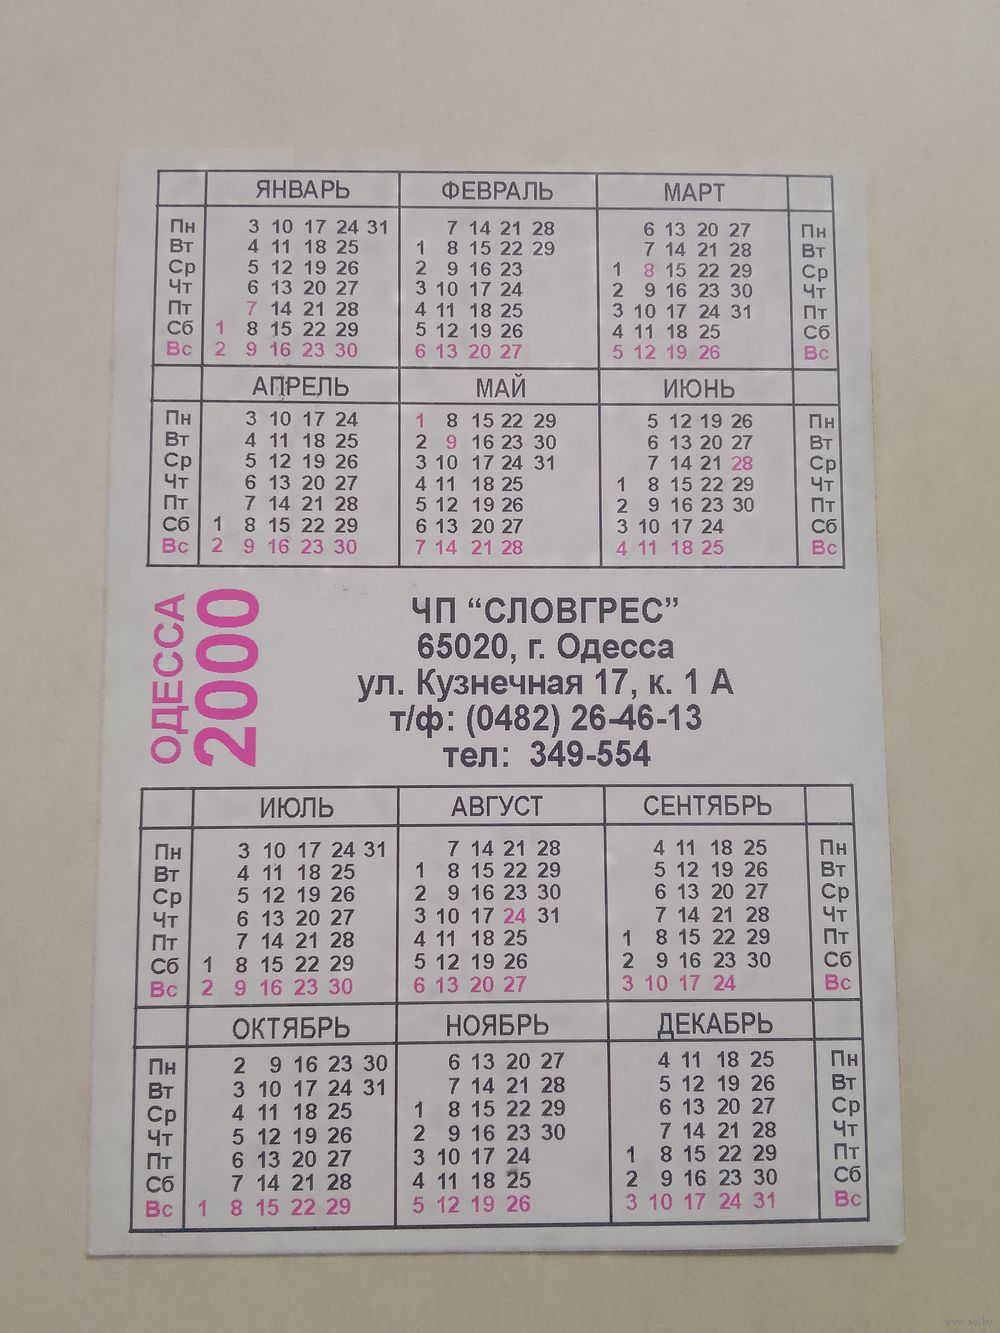 ЯНВАРЬ ФЕВРАЛЬ МАРТ
Пн 3 10 17 24 31 7 14 21 28 6 13 20 27 Пн
Вт 4 11 18 25 1 8 15 22 29 7 14 21 28 Вт
Ср 5 12 19 26 2 9 16 23 1 8 15 22 29 Ср
Чт 6 13 20 27 3 10 17 24 2 9 16 23 30 Чт
Пт 7 14 21 28 4 11 18 25 3 10 17 24 31 Пт
Сб 1 8 15 22 29 5 12 19 26 4 11 18 25 Сб
Вс 2 9 16 23 30 6 13 20 27 5 12 19 26 Вс
АПРЕЛЬ МАЙ ИЮНЬ
Пн 3 10 17 24 1 8 15 22 29 5 12 19 26 Пн
Вт 4 11 18 25 2 9 16 23 30 6 13 20 27 Вт
Ср 5 12 19 26 3 10 17 24 31 7 14 21 28 Ср
Чт 6 13 20 27 4 11 18 25 1 8 15 22 29 Чт
Пт 7 14 21 28 5 12 19 26 2 9 16 23 30 Пт
Сб 1 8 15 22 29 6 13 20 27 3 10 17 24 Сб
Вс 2 9 16 23 30 7 14 21 28 4 11 18 25 Вс
ОДЕССА
2000
ЧП “СЛОВГРЕС”
65020, г. Одесса
ул. Кузнечная 17, к. 1 А
т/ф: (0482) 26-46-13
тел: 349-554
ИЮЛЬ АВГУСТ СЕНТЯБРЬ
Пн 3 10 17 24 31 7 14 21 28 4 11 18 25 Пн
Вт 4 11 18 25 1 8 15 22 29 5 12 19 26 Вт
Ср 5 12 19 26 2 9 16 23 30 6 13 20 27 Ср
Чт 6 13 20 27 3 10 17 24 31 7 14 21 28 Чт
Пт 7 14 21 28 4 11 18 25 1 8 15 22 29 Пт
Сб 1 8 15 22 29 5 12 19 26 2 9 16 23 30 Сб
Вс 2 9 16 23 30 6 13 20 27 3 10 17 24 Вс
ОКТЯБРЬ НОЯБРЬ ДЕКАБРЬ
Пн 2 9 16 23 30 6 13 20 27 4 11 18 25 Пн
Вт 3 10 17 24 31 7 14 21 28 5 12 19 26 Вт
Ср 4 11 18 25 1 8 15 22 29 6 13 20 27 Ср
Чт 5 12 19 26 2 9 16 23 30 7 14 21 28 Чт
Пт 6 13 20 27 3 10 17 24 1 8 15 22 29 Пт
Сб 7 14 21 28 4 11 18 25 2 9 16 23 30 Сб
Вс 1 8 15 22 29 5 12 19 26 3 10 17 24 31 Вс
www.ay.by